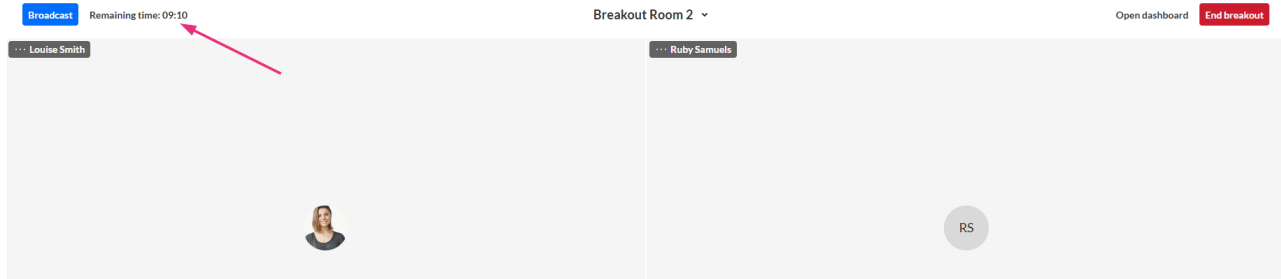 Broadcast Remaining time: 09:10 Breakout Room 2 Open dashboard End breakout
··· Louise Smith ··· Ruby Samuels
RS